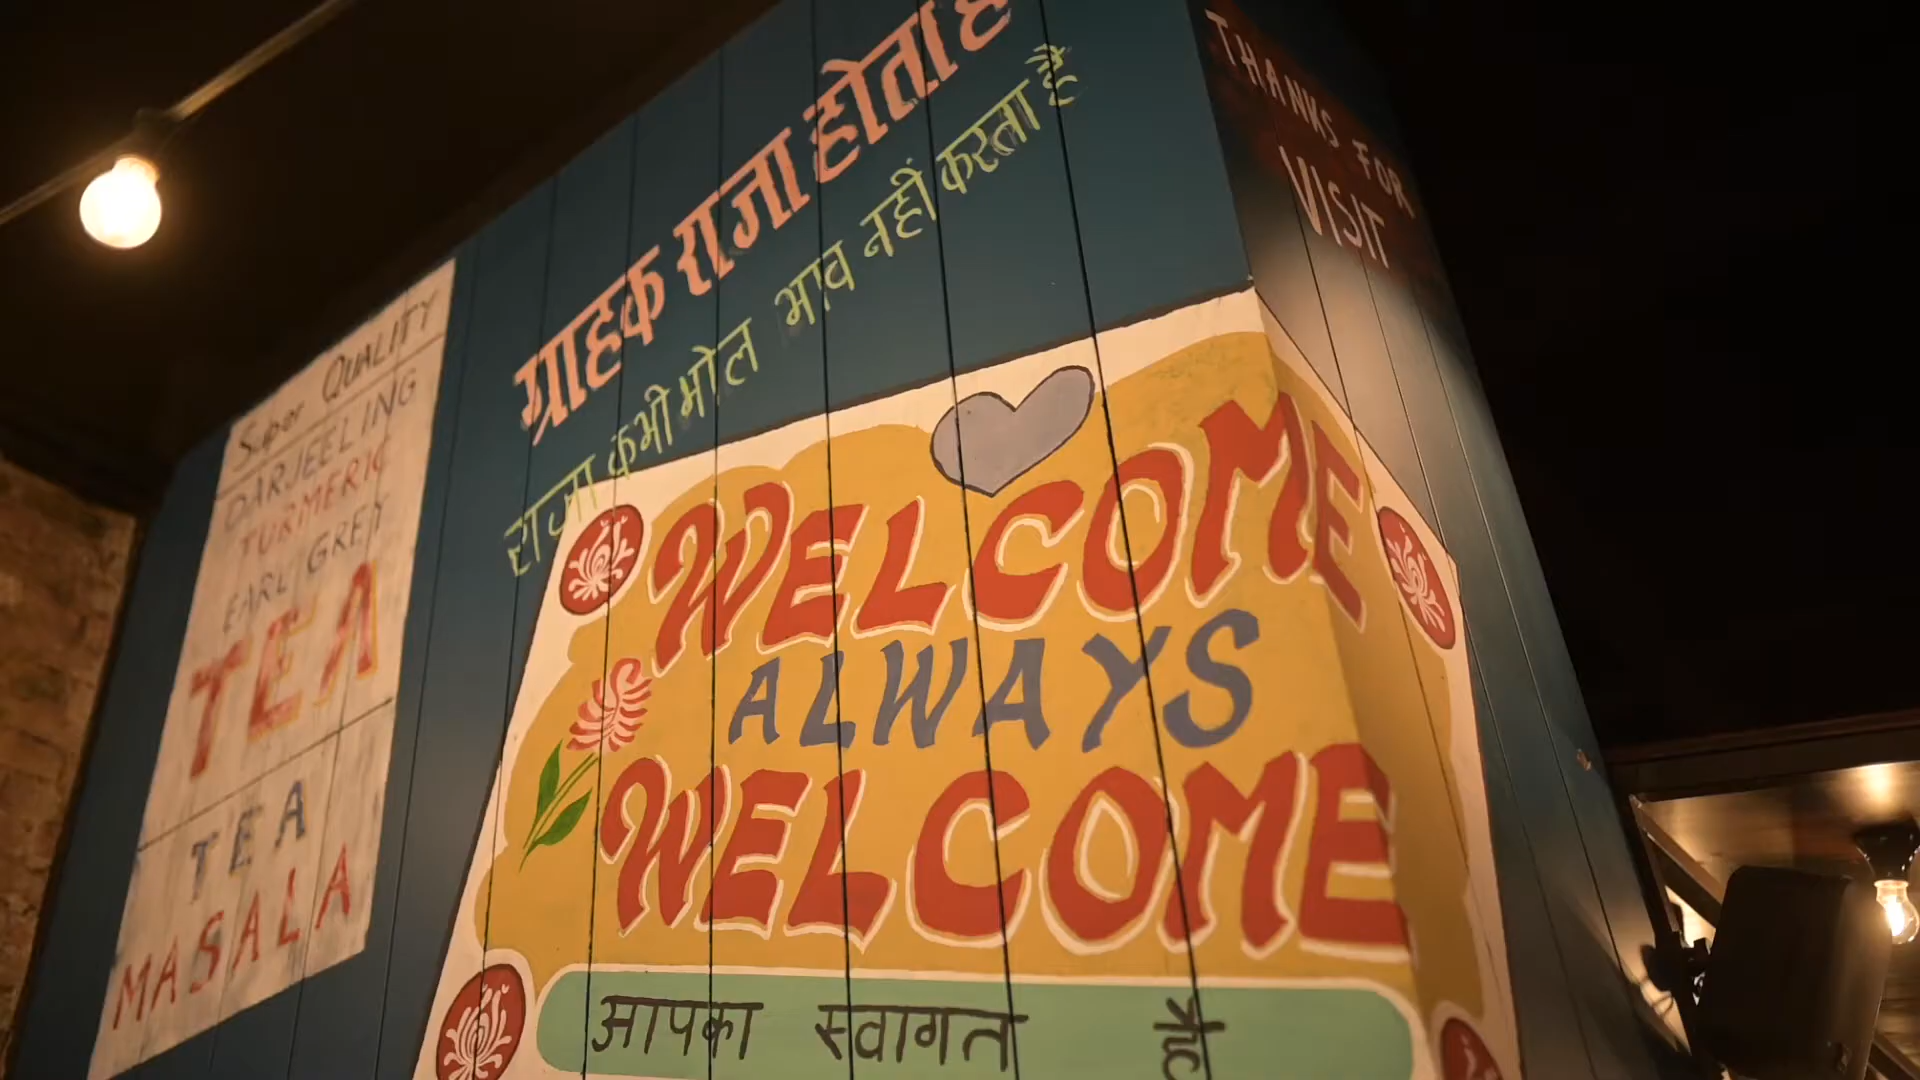 Super QUALITY
DARJEELING
TURMERIC
EARL GREY
TEA
TEA
MASALA
ग्राहक राजा होता है
राजा कभी मोल भाव नहीं करता है
WELCOME
ALWAYS
WELCOME
आपका स्वागत है
THANKS FOR
VISIT